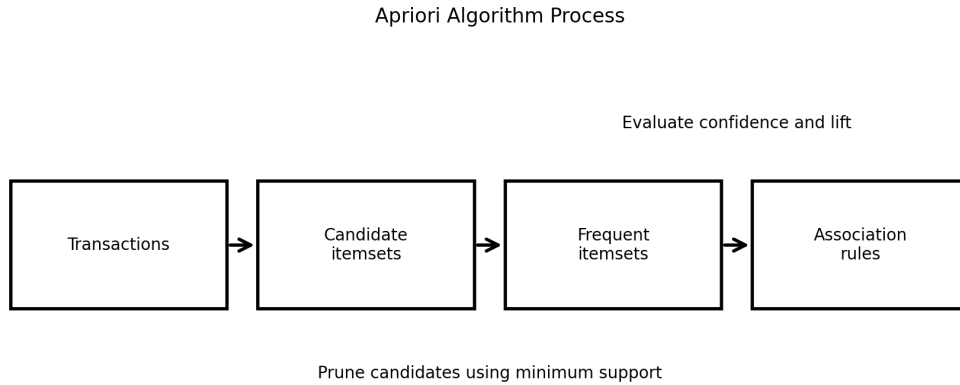 Apriori Algorithm Process
Evaluate confidence and lift
Transactions
Candidate
itemsets
Frequent
itemsets
Association
rules
Prune candidates using minimum support